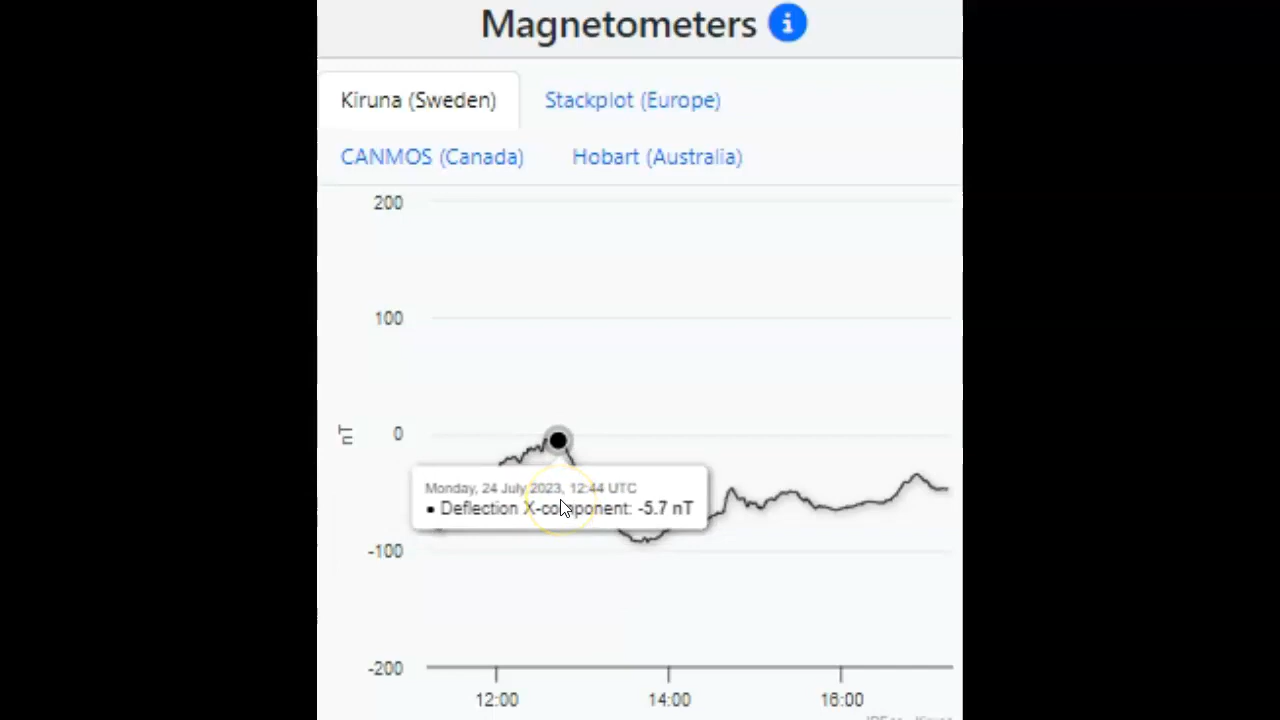 Magnetometers
Kiruna (Sweden) Stackplot (Europe)
CANMOS (Canada) Hobart (Australia)
200
100
nT
0
Monday, 24 July 2023, 12:44 UTC
● Deflection X-component: -5.7 nT
-100
-200
12:00 14:00 16:00